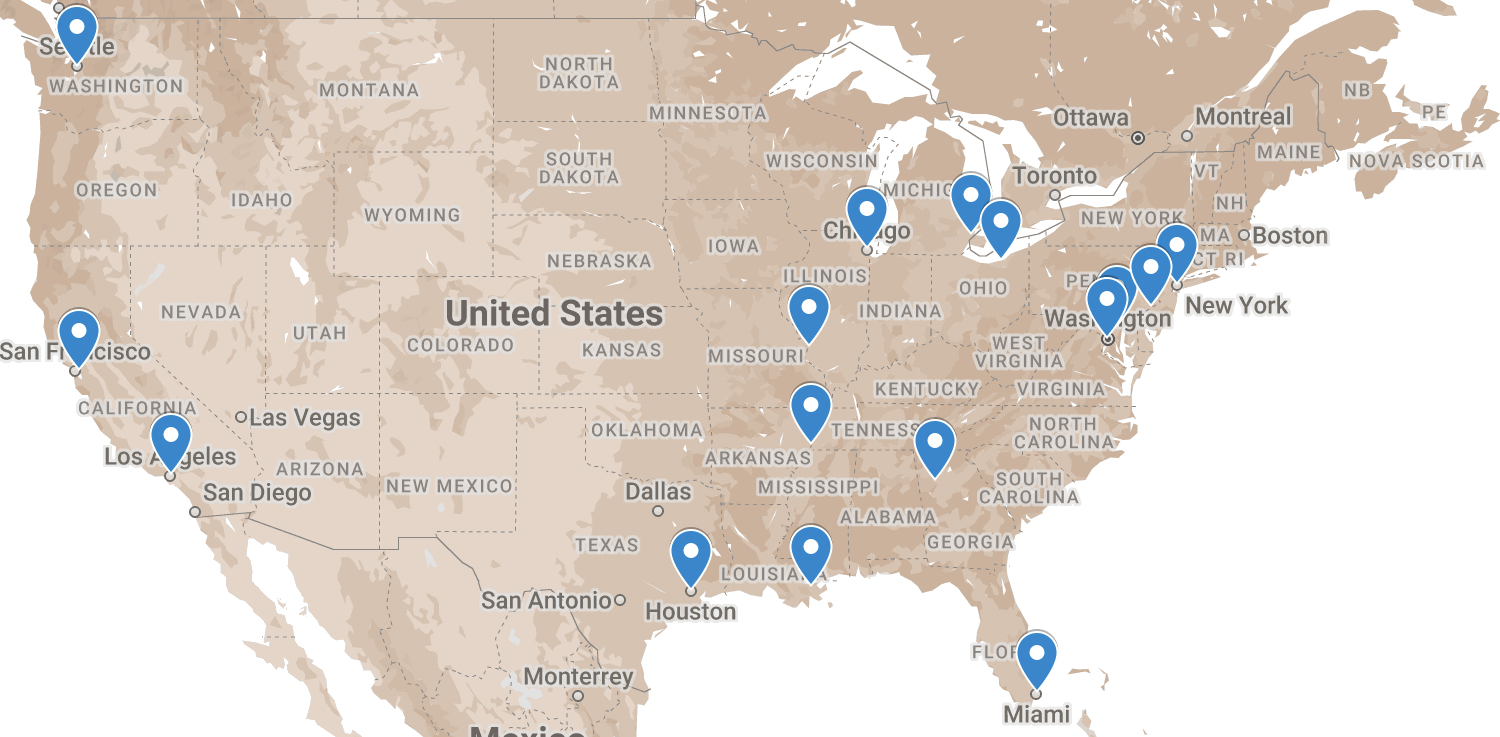 Seattle
WASHINGTON
MONTANA
NORTH
DAKOTA
MINNESOTA
Ottawa
Montreal
NB
PE
MAINE
NOVA SCOTIA
OREGON
IDAHO
WYOMING
SOUTH
DAKOTA
WISCONSIN
MICHIG
Toronto
VT
NH
NEW YORK
MA
Boston
CT RI
Chicago
IOWA
NEBRASKA
ILLINOIS
INDIANA
OHIO
PEN
New York
Washington
NEVADA
UTAH
United States
COLORADO
KANSAS
MISSOURI
WEST
VIRGINIA
VIRGINIA
KENTUCKY
San Francisco
CALIFORNIA
Las Vegas
Los Angeles
San Diego
ARIZONA
NEW MEXICO
OKLAHOMA
ARKANSAS
TENNESS
NORTH
CAROLINA
SOUTH
CAROLINA
MISSISSIPPI
ALABAMA
GEORGIA
Dallas
TEXAS
LOUISIANA
San Antonio
Houston
FLOR
Miami
Monterrey
Mexico